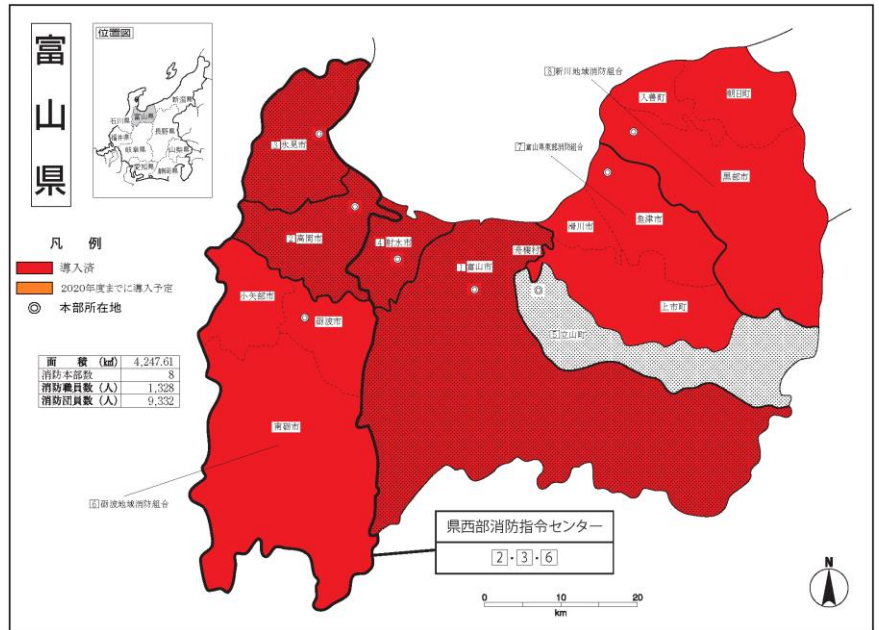 富山県
位置図
新潟県
石川県
富山県
長野県
福井県
岐阜県
山梨県
愛知県
静岡県
凡 例
導入済
2020年度までに導入予定
本部所在地
面 積 (㎢) 4,247.61
消防本部数 8
消防職員数 (人) 1,328
消防団員数 (人) 9,332
8 新川地域消防組合
入善町
朝日町
7 富山県東部消防組合
黒部市
魚津市
滑川市
舟橋村
上市町
3 氷見市
2 高岡市
4 射水市
1 富山市
5 立山町
小矢部市
砺波市
南砺市
6 砺波地域消防組合
県西部消防指令センター
2・3・6
N
0 10 20
km